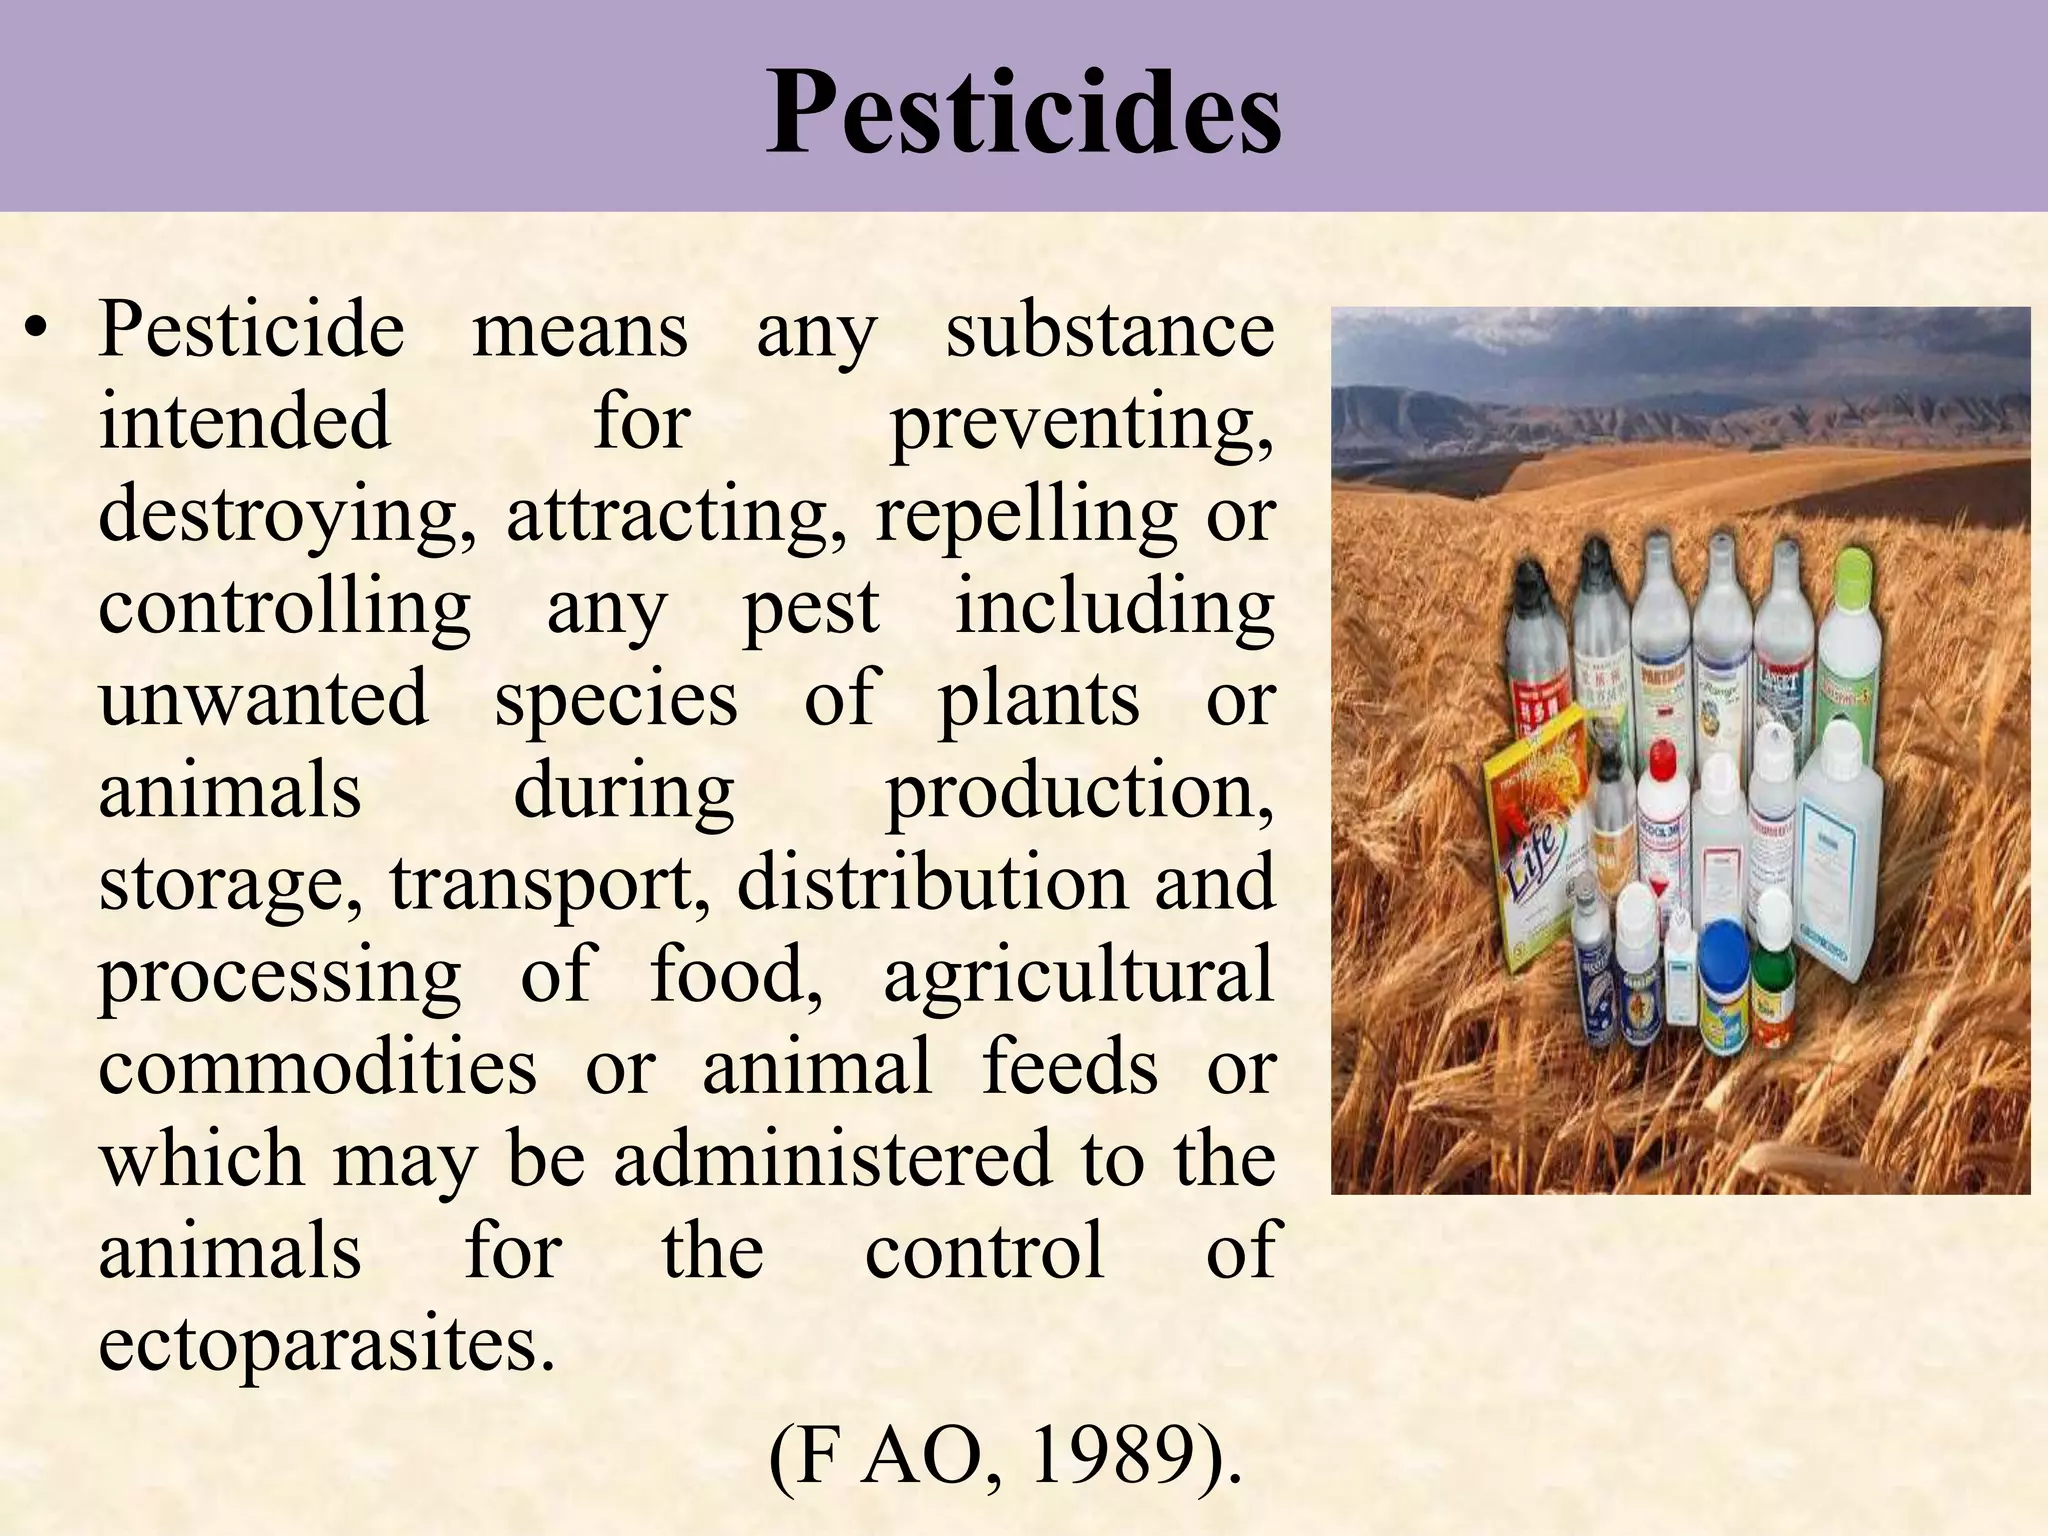 Pesticides
• Pesticide means any substance
intended for preventing,
destroying, attracting, repelling or
controlling any pest including
unwanted species of plants or
animals during production,
storage, transport, distribution and
processing of food, agricultural
commodities or animal feeds or
which may be administered to the
animals for the control of
ectoparasites.
(F AO, 1989).
Life